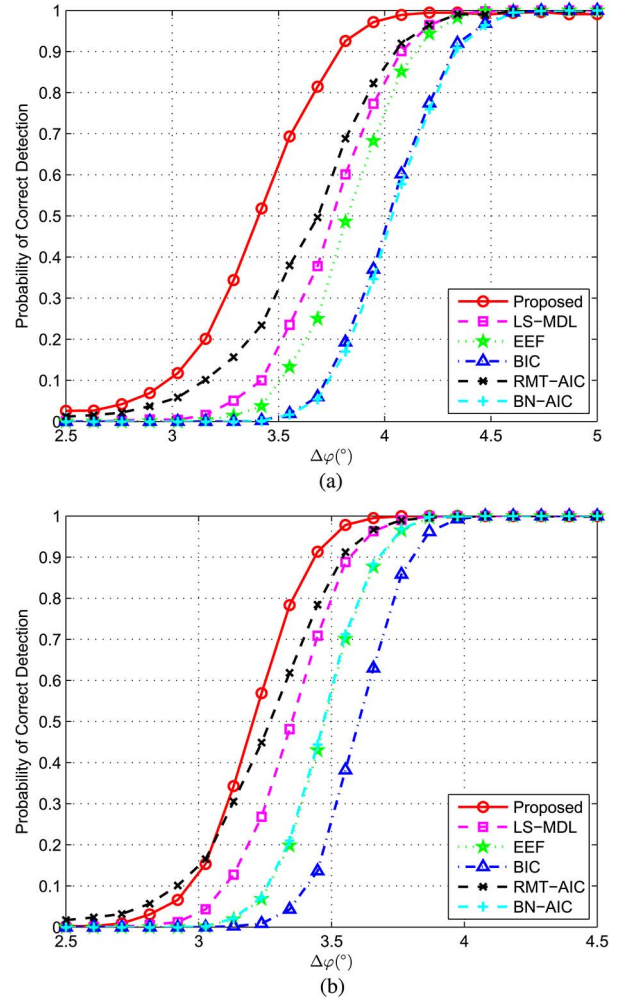 1
0.9
0.8
0.7
0.6
0.5
0.4
0.3
0.2
0.1
0
Probability of Correct Detection
Proposed
LS−MDL
EEF
BIC
RMT−AIC
BN−AIC
2.5 3 3.5 4 4.5 5
Δφ(°)
(a)
1
0.9
0.8
0.7
0.6
0.5
0.4
0.3
0.2
0.1
0
Probability of Correct Detection
Proposed
LS−MDL
EEF
BIC
RMT−AIC
BN−AIC
2.5 3 3.5 4 4.5
Δφ(°)
(b)